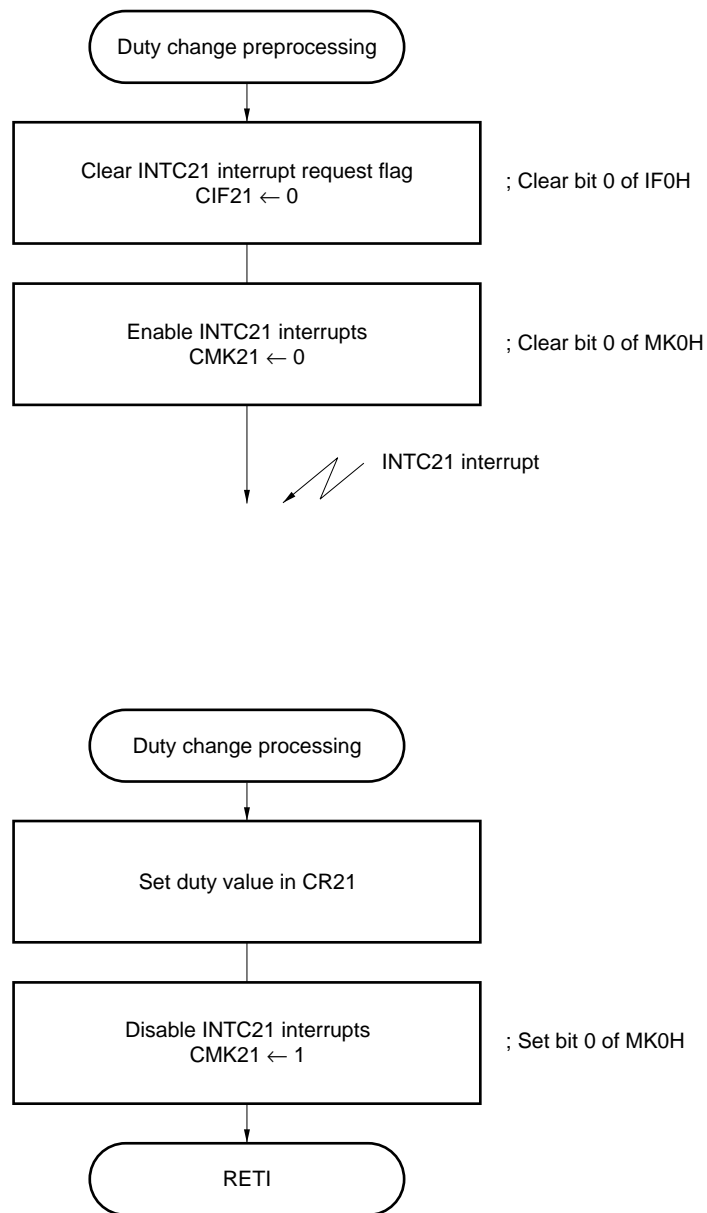 Duty change preprocessing
Clear INTC21 interrupt request flag
CIF21 ← 0
; Clear bit 0 of IF0H
Enable INTC21 interrupts
CMK21 ← 0
; Clear bit 0 of MK0H
INTC21 interrupt
Duty change processing
Set duty value in CR21
Disable INTC21 interrupts
CMK21 ← 1
; Set bit 0 of MK0H
RETI